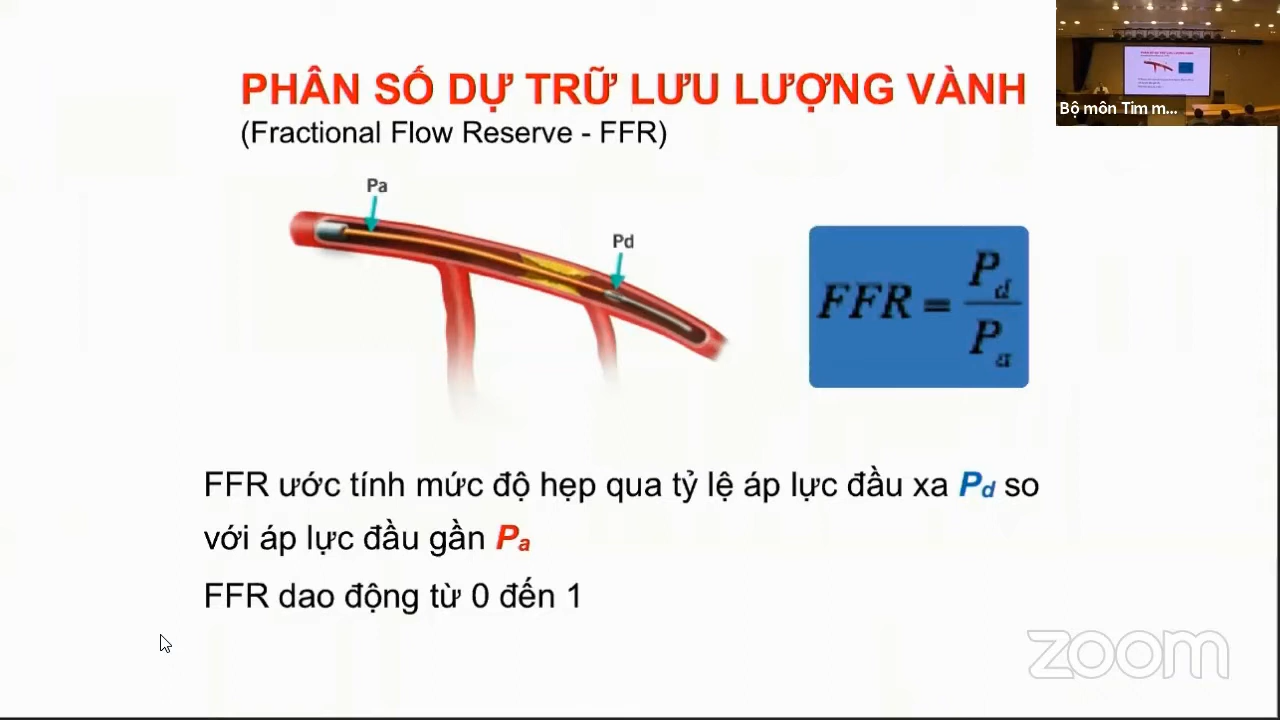 PHÂN SỐ DỰ TRỮ LƯU LƯỢNG VÀNH
(Fractional Flow Reserve - FFR)
Bộ môn Tim m...
Pa
Pd
FFR = Pd
Pa
FFR ước tính mức độ hẹp qua tỷ lệ áp lực đầu xa Pd so
với áp lực đầu gần Pa
FFR dao động từ 0 đến 1
zoom